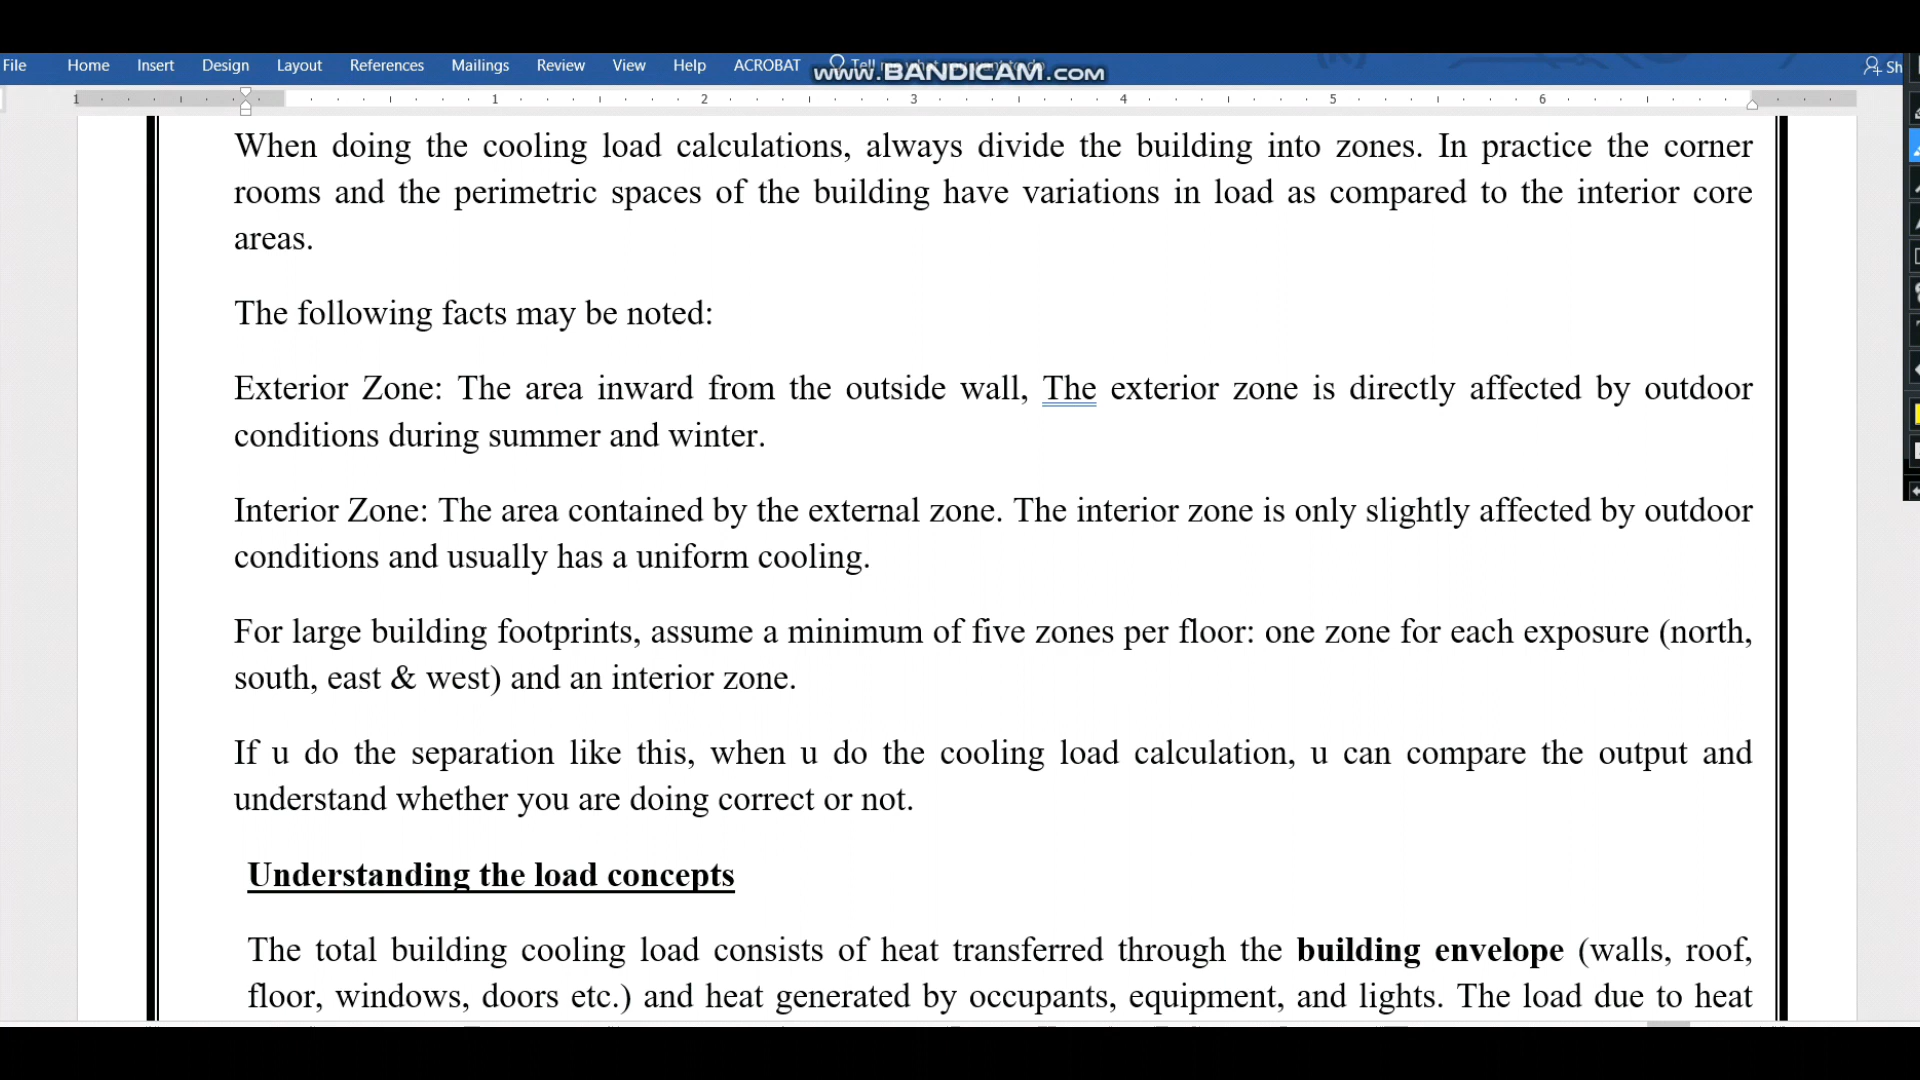 File Home Insert Design Layout References Mailings Review View Help ACROBAT Tell www.BANDICAM.com Sh
1 1 2 3 4 5 6
When doing the cooling load calculations, always divide the building into zones. In practice the corner
rooms and the perimetric spaces of the building have variations in load as compared to the interior core
areas.
The following facts may be noted:
Exterior Zone: The area inward from the outside wall, The exterior zone is directly affected by outdoor
conditions during summer and winter.
Interior Zone: The area contained by the external zone. The interior zone is only slightly affected by outdoor
conditions and usually has a uniform cooling.
For large building footprints, assume a minimum of five zones per floor: one zone for each exposure (north,
south, east & west) and an interior zone.
If u do the separation like this, when u do the cooling load calculation, u can compare the output and
understand whether you are doing correct or not.
Understanding the load concepts
The total building cooling load consists of heat transferred through the building envelope (walls, roof,
floor, windows, doors etc.) and heat generated by occupants, equipment, and lights. The load due to heat